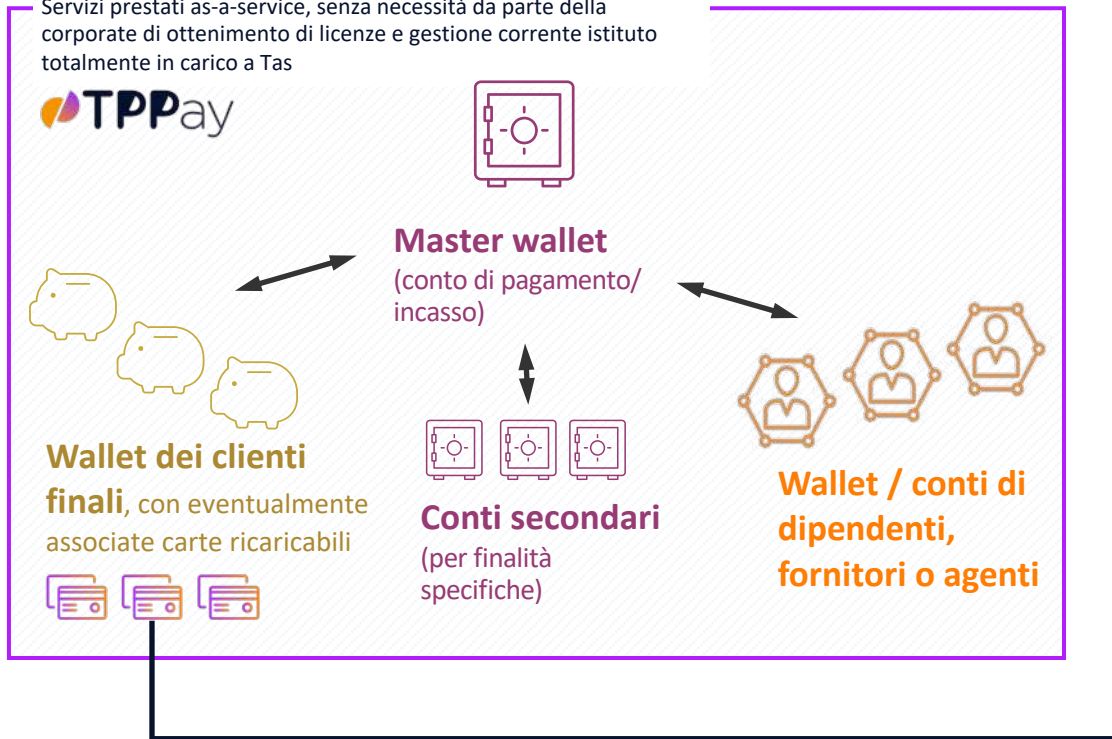 Servizi prestati as-a-service, senza necessità da parte della
corporate di ottenimento di licenze e gestione corrente istituto
totalmente in carico a Tas
TPPay
Master wallet
(conto di pagamento/
incasso)
Wallet dei clienti
finali, con eventualmente
associate carte ricaricabili
Conti secondari
(per finalità
specifiche)
Wallet / conti di
dipendenti,
fornitori o agenti